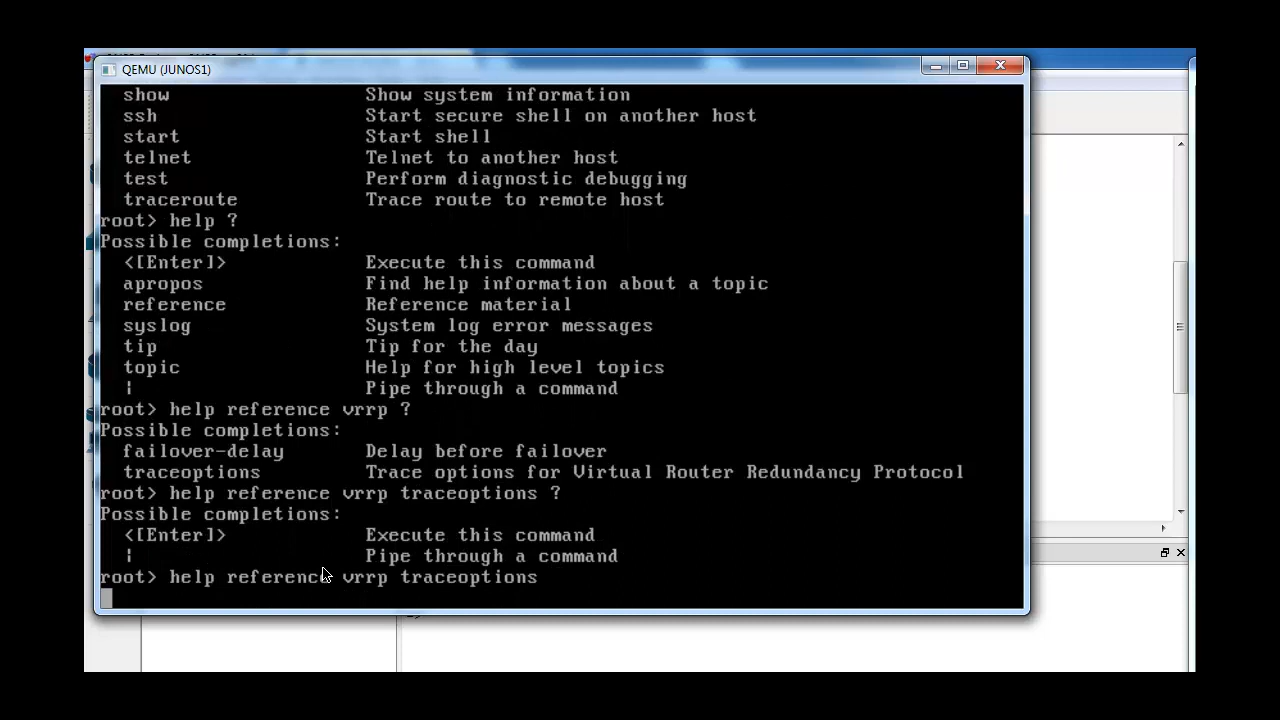 QEMU (JUNOS1)
show Show system information
ssh Start secure shell on another host
start Start shell
telnet Telnet to another host
test Perform diagnostic debugging
traceroute Trace route to remote host
root> help ?
Possible completions:
<[Enter]> Execute this command
apropos Find help information about a topic
reference Reference material
syslog System log error messages
tip Tip for the day
topic Help for high level topics
| Pipe through a command
root> help reference vrrp ?
Possible completions:
failover-delay Delay before failover
traceoptions Trace options for Virtual Router Redundancy Protocol
root> help reference vrrp traceoptions ?
Possible completions:
<[Enter]> Execute this command
| Pipe through a command
root> help reference vrrp traceoptions